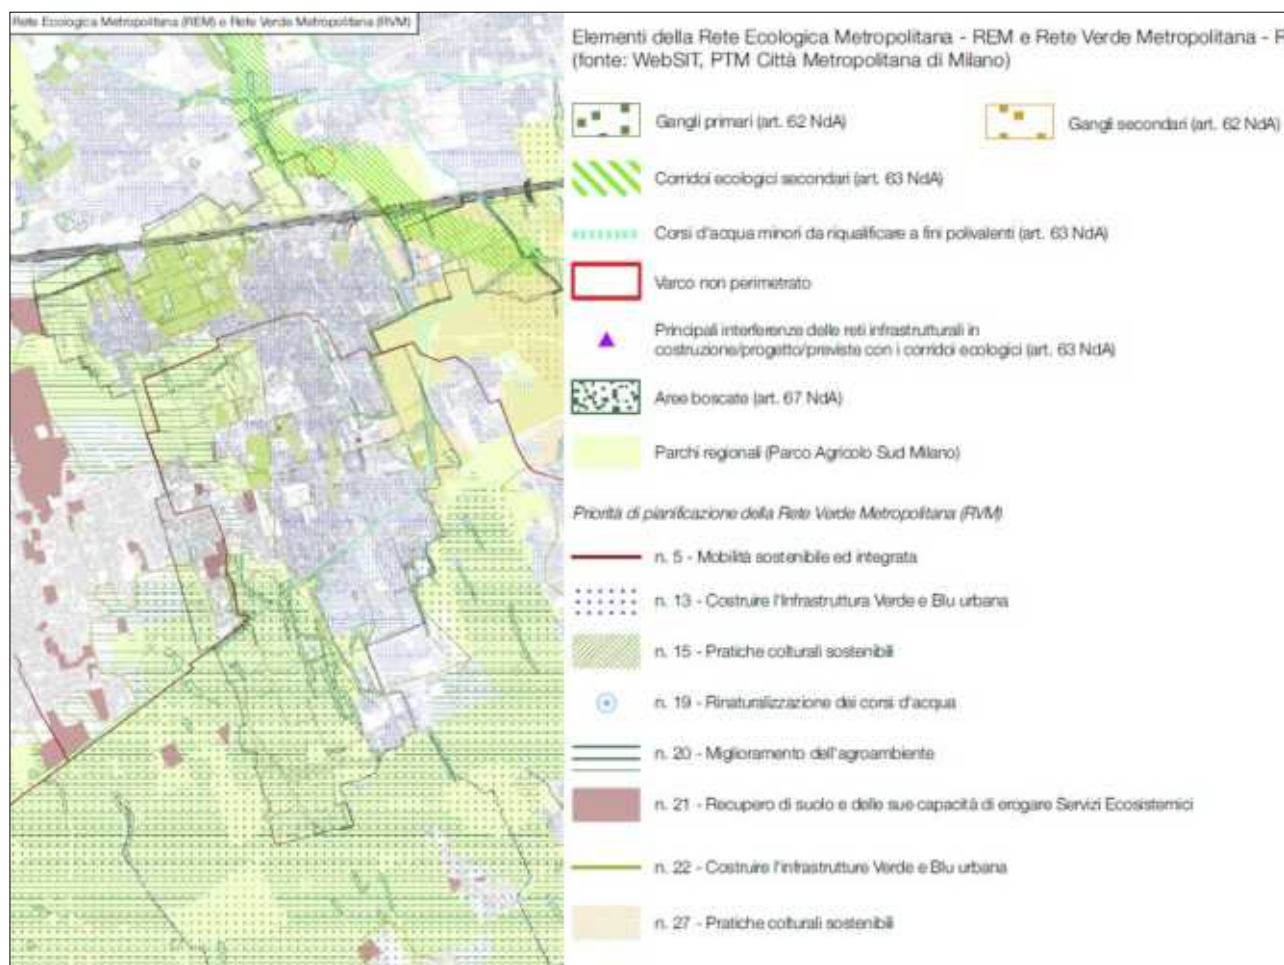 Rete Ecologica Metropolitana (REM) e Rete Verde Metropolitana (RVM)
Elementi della Rete Ecologica Metropolitana - REM e Rete Verde Metropolitana - R
(fonte: WebSIT, PTM Città Metropolitana di Milano)
Gangli primari (art. 62 NdA)
Gangli secondari (art. 62 NdA)
Corridoi ecologici secondari (art. 63 NdA)
Corsi d'acqua minori da riqualificare a fini polivalenti (art. 63 NdA)
Varco non perimetrato
Principali interferenze delle reti infrastrutturali in
costruzione/progetto/previste con i corridoi ecologici (art. 63 NdA)
Aree boscate (art. 67 NdA)
Parchi regionali (Parco Agricolo Sud Milano)
Priorità di pianificazione della Rete Verde Metropolitana (RVM)
n. 5 - Mobilità sostenibile ed integrata
n. 13 - Costruire l'Infrastruttura Verde e Blu urbana
n. 15 - Pratiche colturali sostenibili
n. 19 - Rinaturalizzazione dei corsi d'acqua
n. 20 - Miglioramento dell'agroambiente
n. 21 - Recupero di suolo e delle sue capacità di erogare Servizi Ecosistemici
n. 22 - Costruire l'infrastrutture Verde e Blu urbana
n. 27 - Pratiche colturali sostenibili